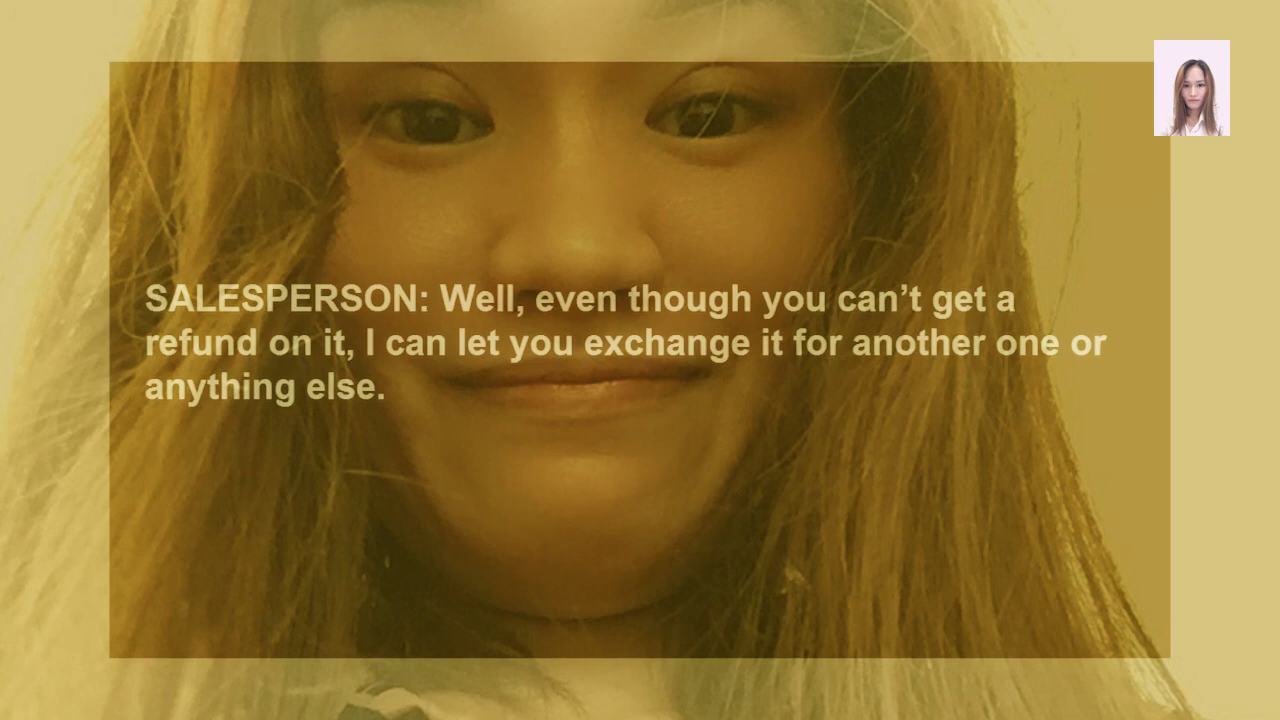 SALESPERSON: Well, even though you can’t get a
refund on it, I can let you exchange it for another one or
anything else.